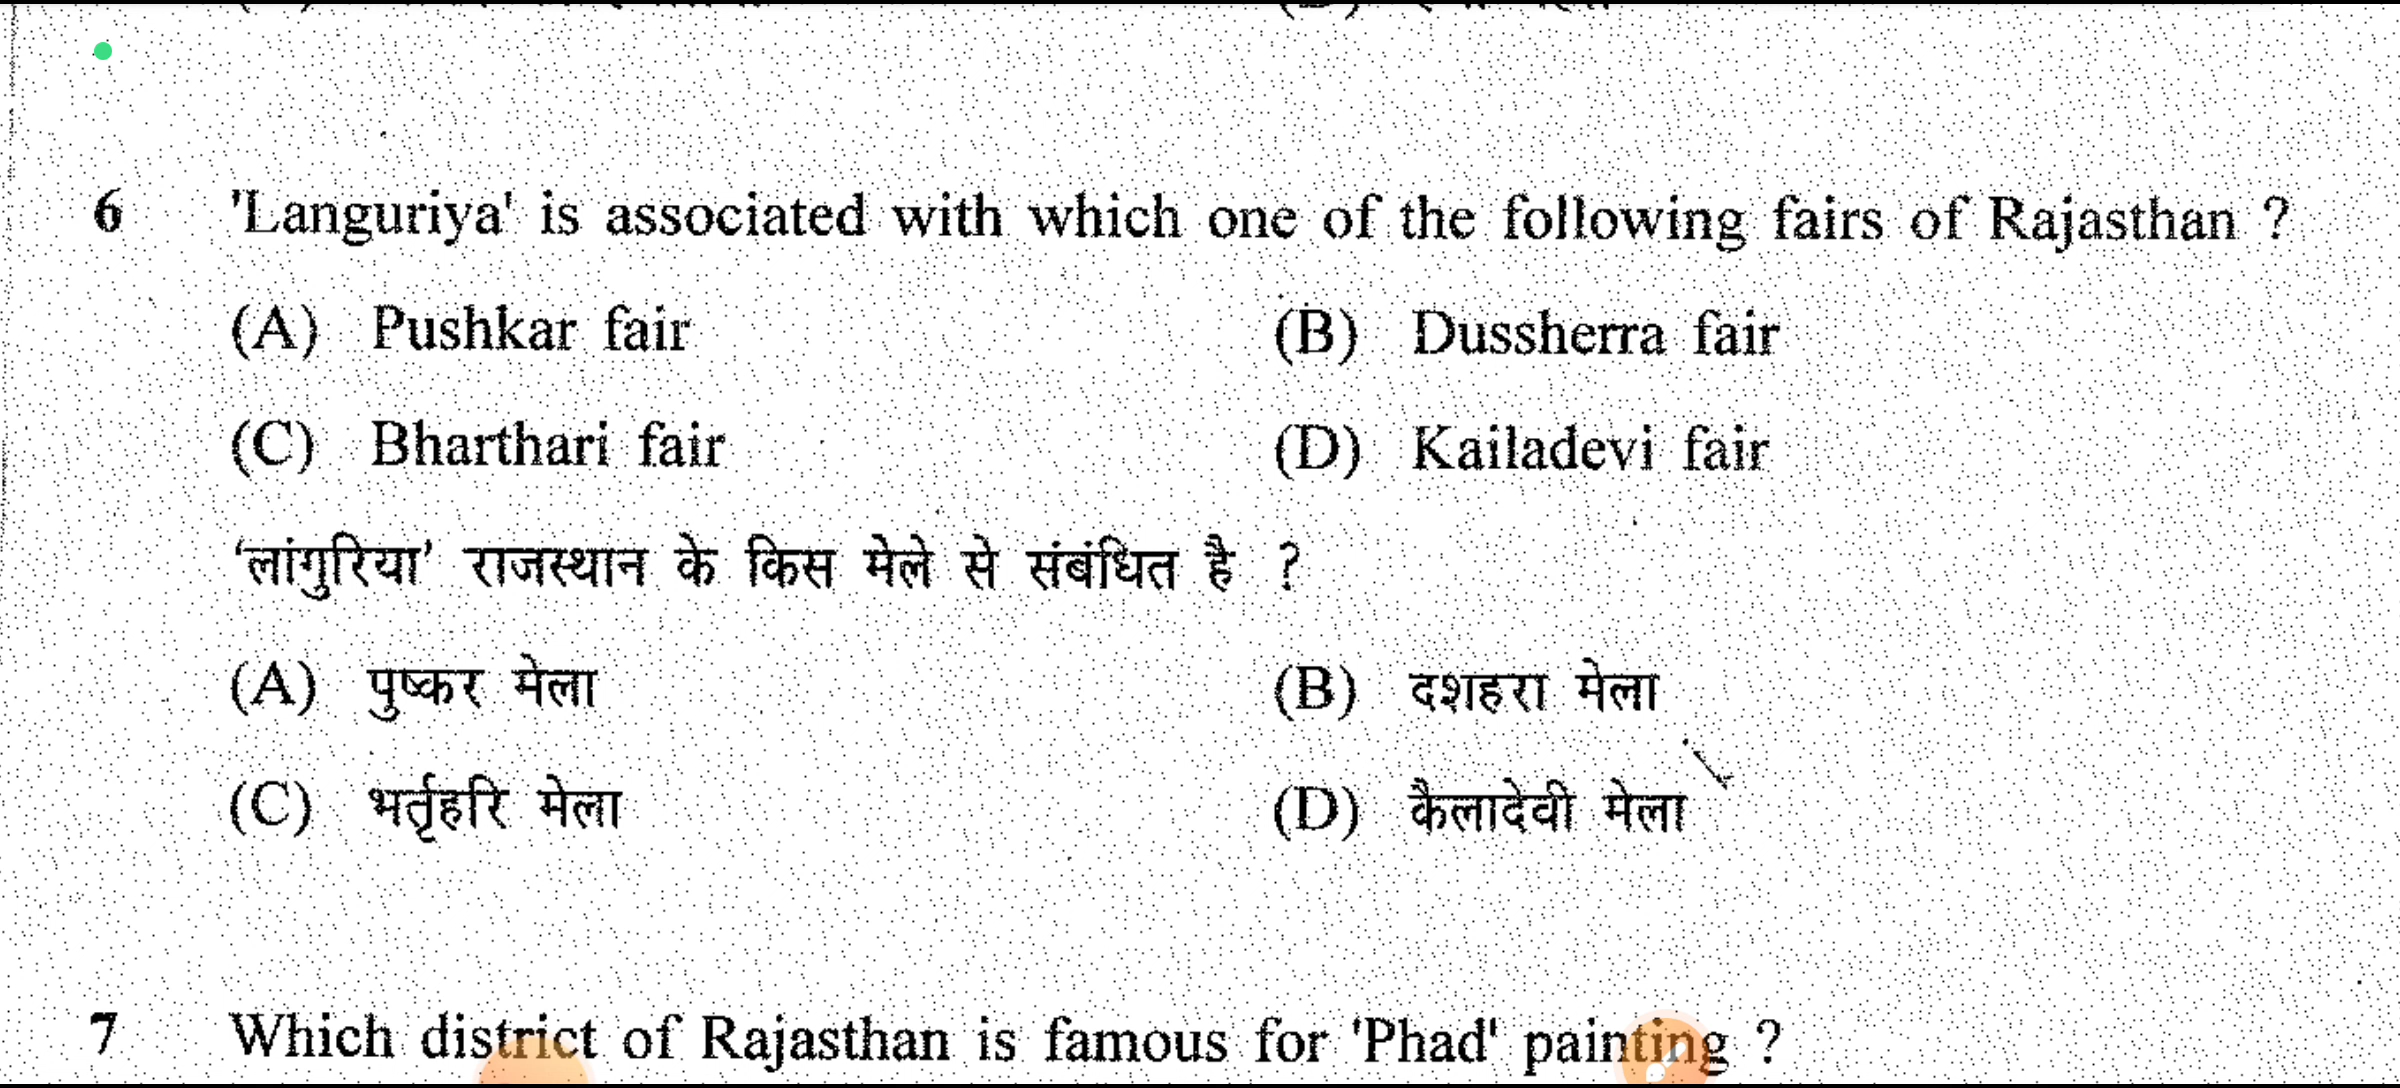 6 'Languriya' is associated with which one of the following fairs of Rajasthan ?
(A) Pushkar fair (B) Dussherra fair
(C) Bharthari fair (D) Kailadevi fair
'लांगुरिया' राजस्थान के किस मेले से संबंधित है ?
(A) पुष्कर मेला (B) दशहरा मेला
(C) भर्तृहरि मेला (D) कैलादेवी मेला
7 Which district of Rajasthan is famous for 'Phad' painting ?